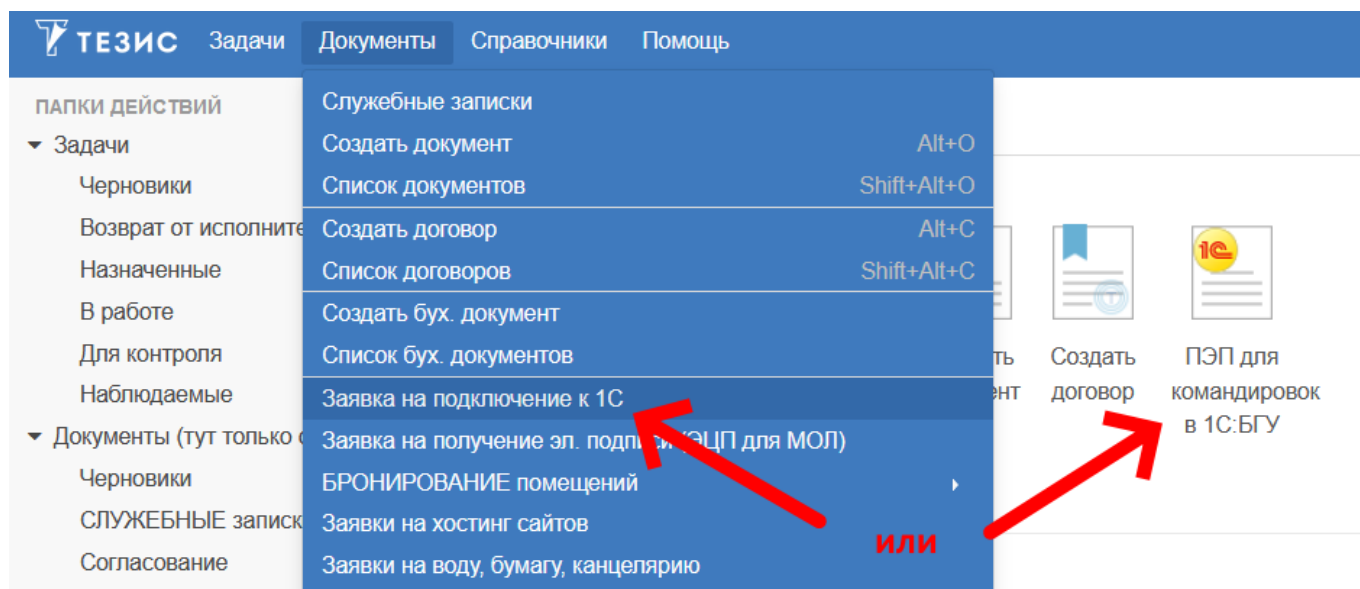 ТЕЗИС Задачи Документы Справочники Помощь
ПАПКИ ДЕЙСТВИЙ
Задачи
Черновики
Возврат от исполните
Назначенные
В работе
Для контроля
Наблюдаемые
Документы (тут только
Черновики
СЛУЖЕБНЫЕ записк
Согласование
Служебные записки
Создать документ Alt+O
Список документов Shift+Alt+O
Создать договор Alt+C
Список договоров Shift+Alt+C
Создать бух. документ
Список бух. документов
Заявка на подключение к 1С
Заявка на получение эл. подписи (ЭЦП для МОЛ)
БРОНИРОВАНИЕ помещений
Заявки на хостинг сайтов
Заявки на воду, бумагу, канцелярию
или
ть
ент
Создать
договор
1С
ПЭП для
командировок
в 1С:БГУ